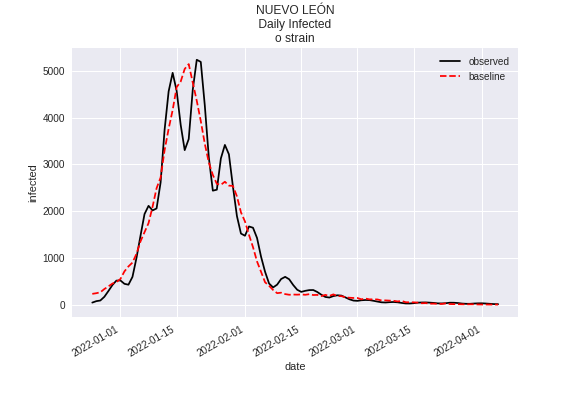 NUEVO LEÓN
Daily Infected
o strain
observed
baseline
infected
5000
4000
3000
2000
1000
0
2022-01-01
2022-01-15
2022-02-01
2022-02-15
2022-03-01
2022-03-15
2022-04-01
date